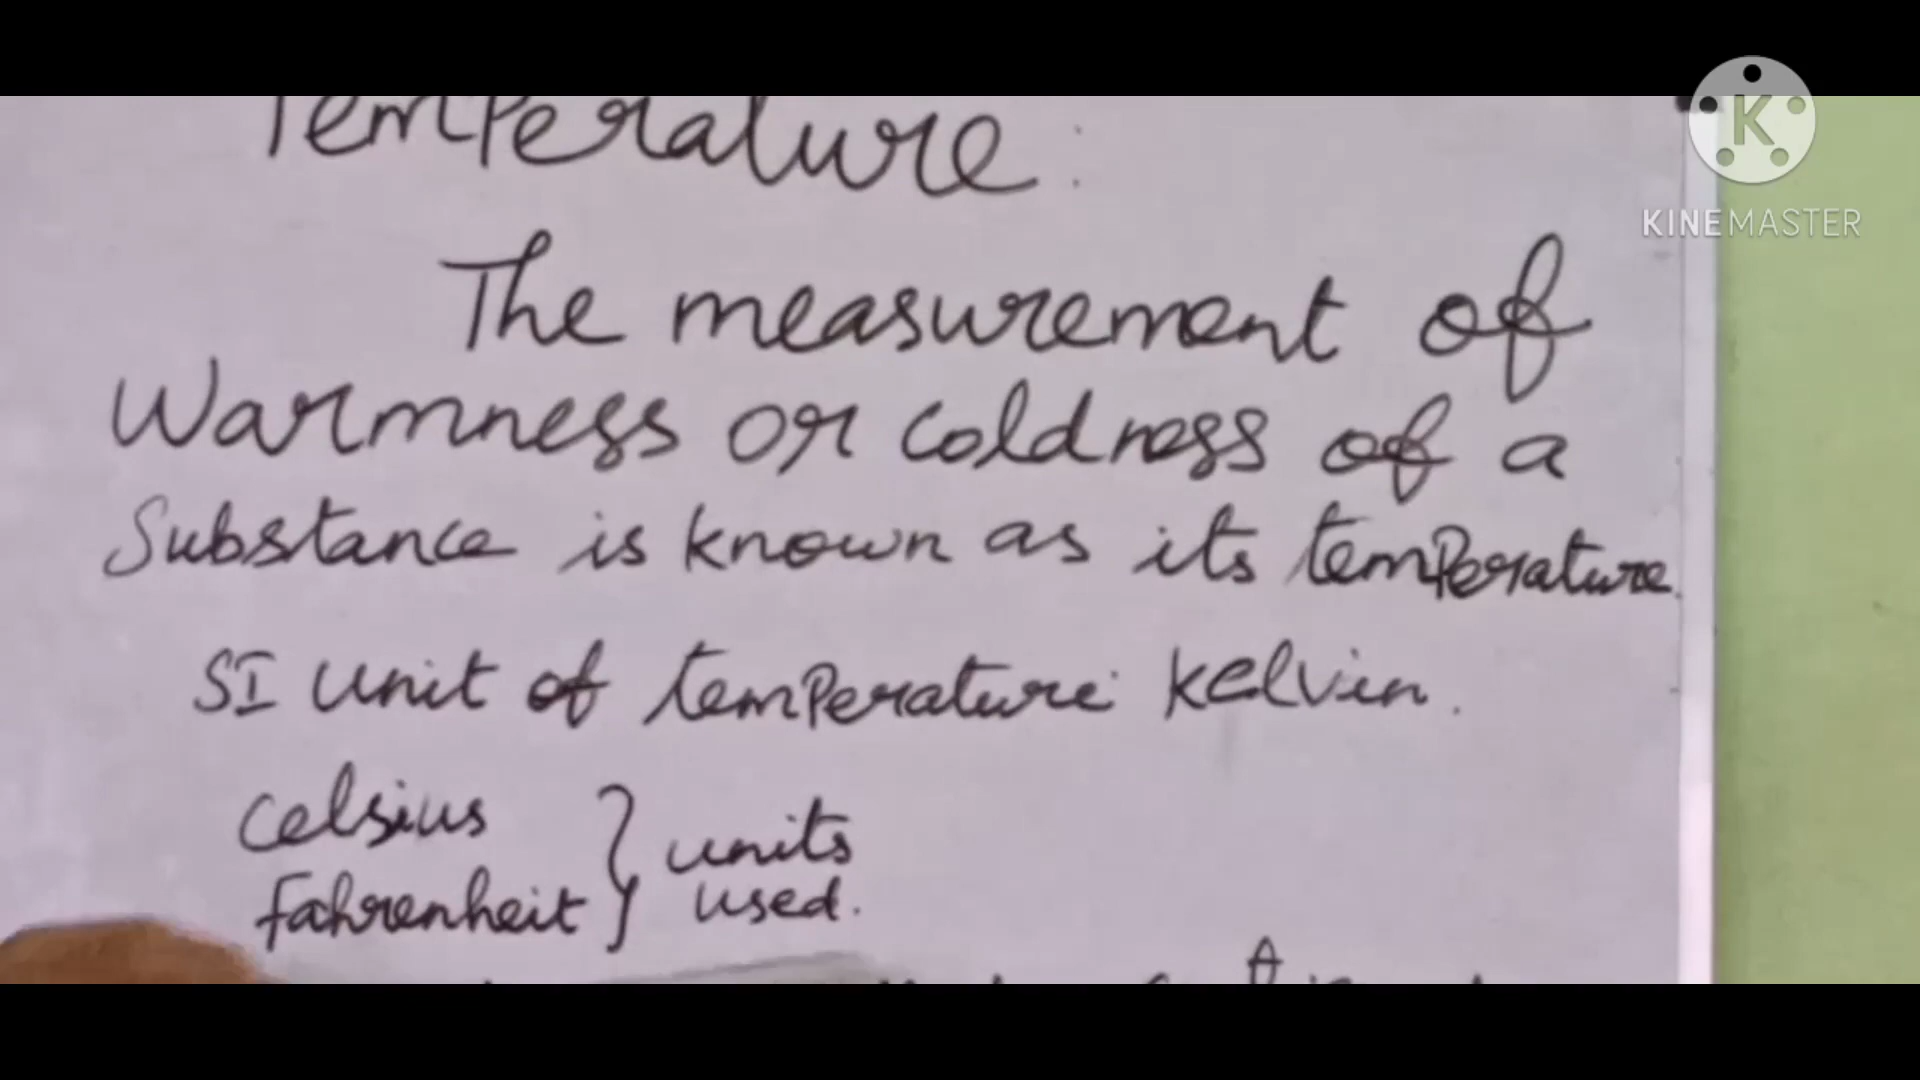 Temperature:
KINEMASTER
The measurement of
Warmness or coldness of a
Substance is known as its temperature.
SI unit of temperature kelvin.
Celsius
Fahrenheit } units used.